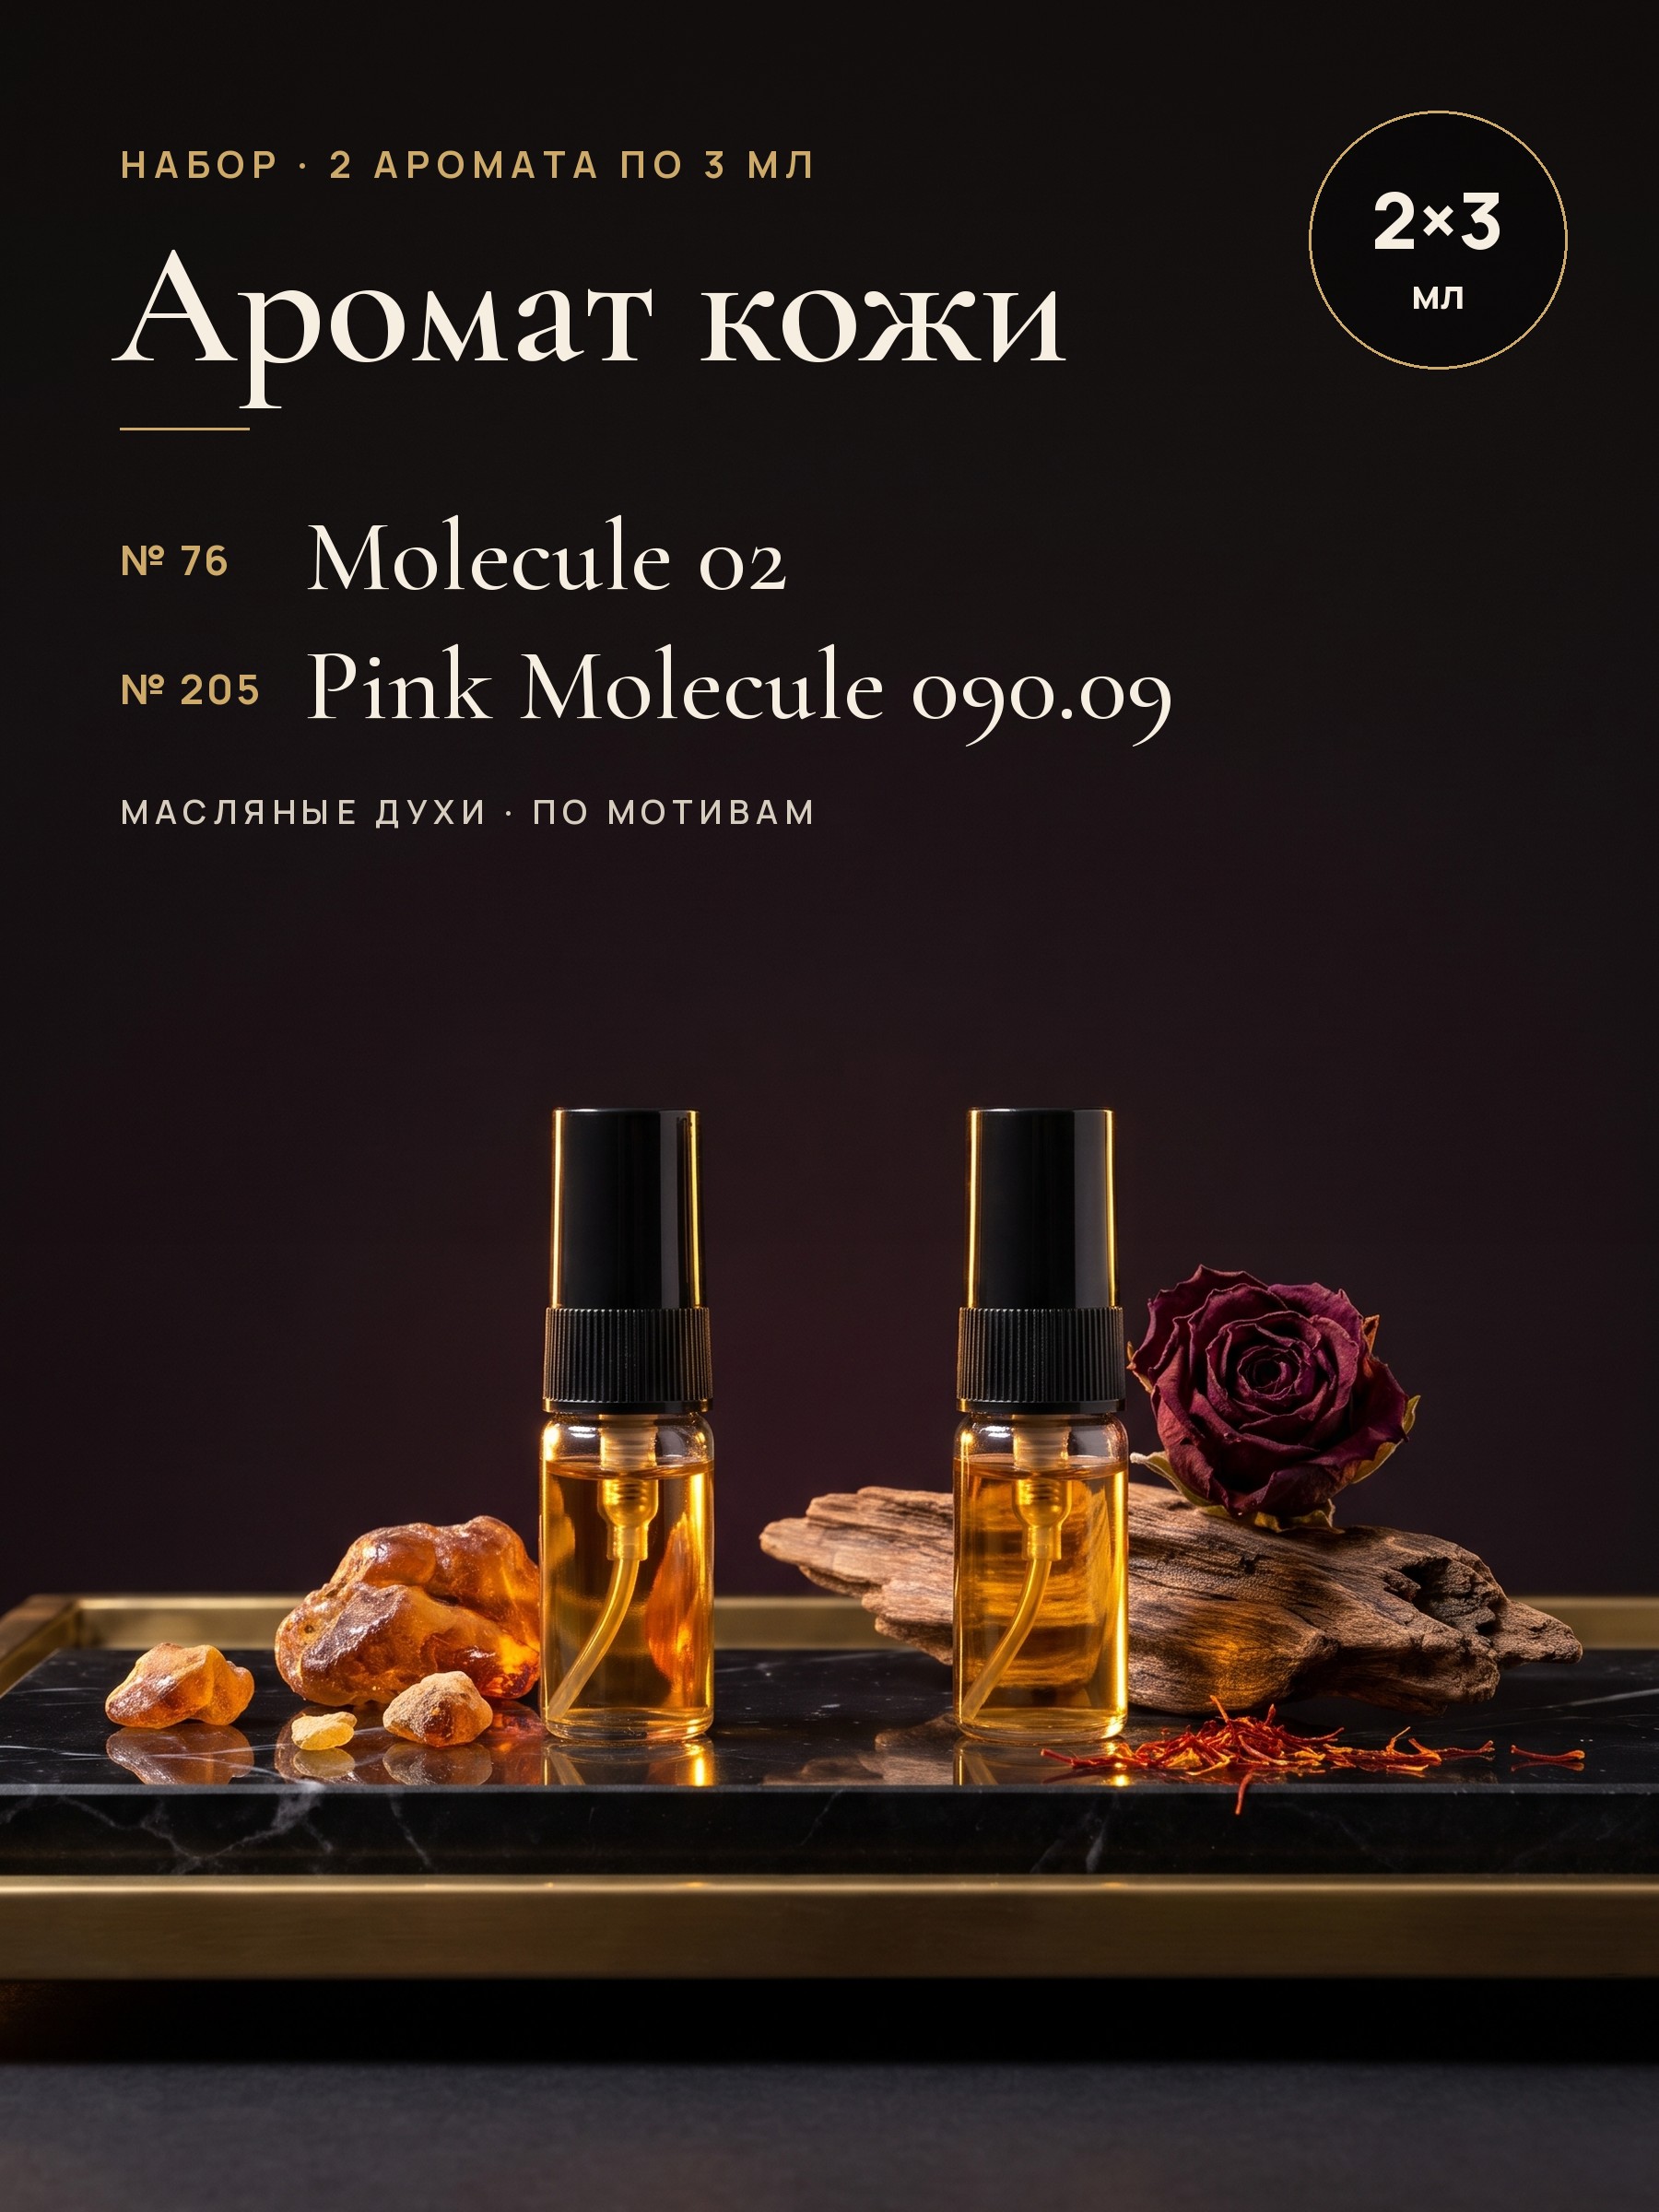 НАБОР · 2 АРОМАТА ПО 3 МЛ
2×3
мл
Аромат кожи
№ 76 Molecule 02
№ 205 Pink Molecule 090.09
МАСЛЯНЫЕ ДУХИ · ПО МОТИВАМ